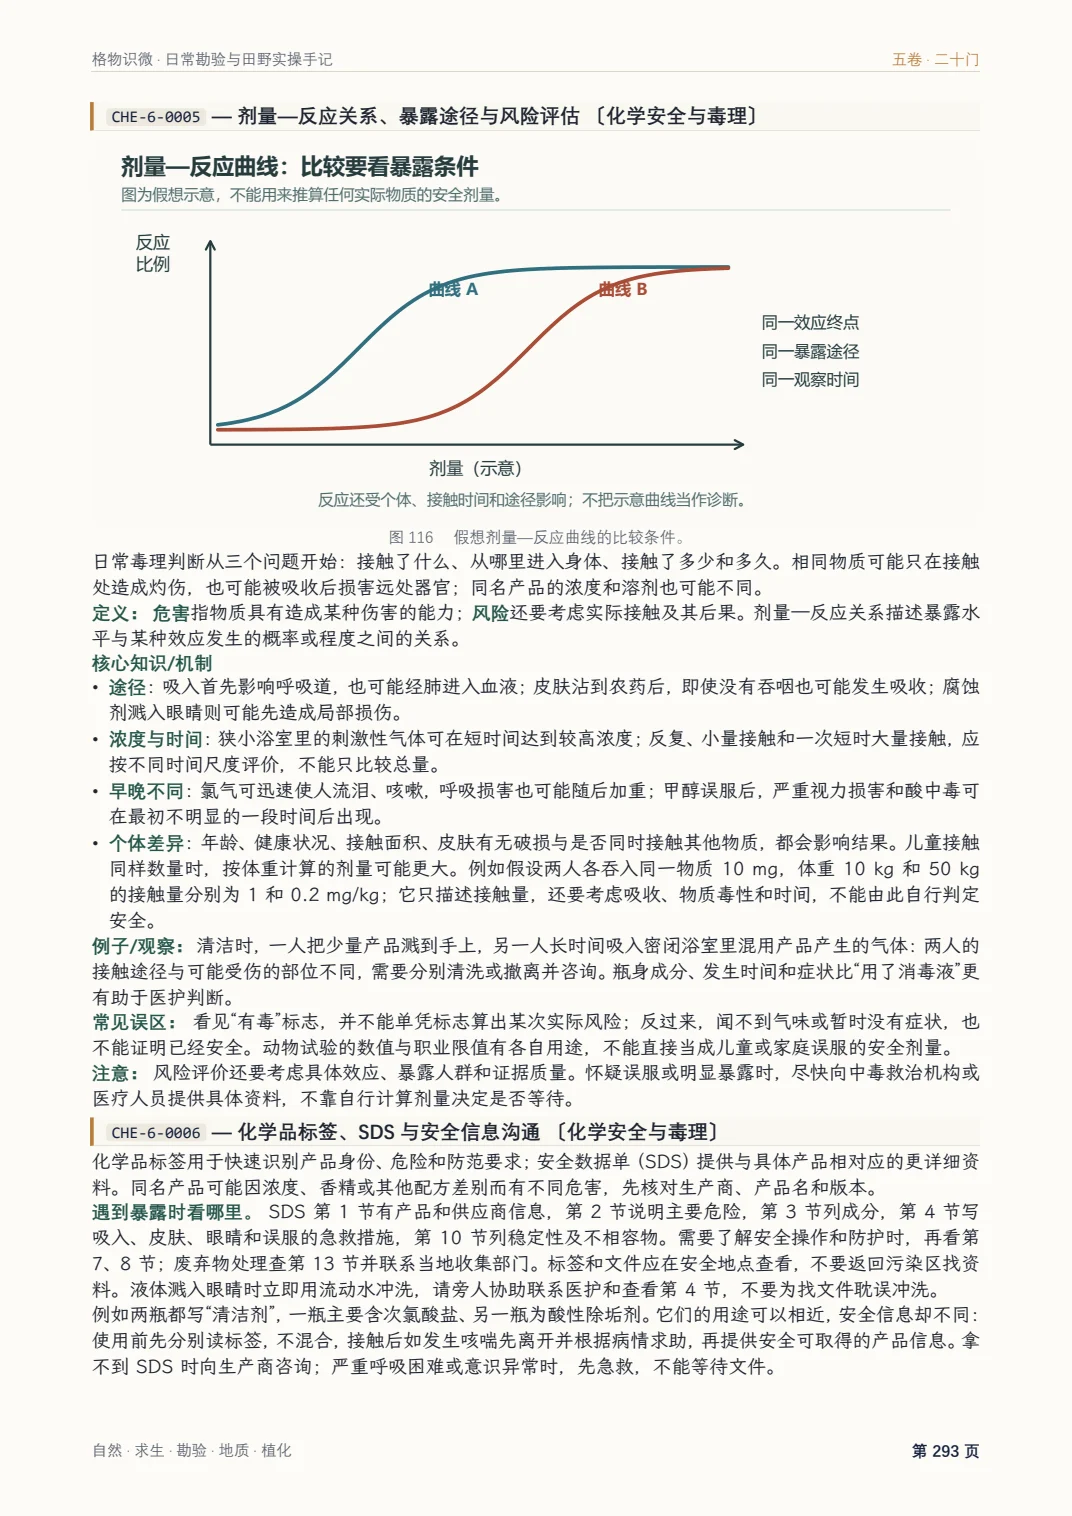 格物识微 · 日常勘验与田野实操手记
五卷 · 二十门
CHE-6-0005 — 剂量—反应关系、暴露途径与风险评估 〔化学安全与毒理〕
剂量—反应曲线：比较要看暴露条件
图为假想示意，不能用来推算任何实际物质的安全剂量。
反应
比例
曲线 A
曲线 B
同一效应终点
同一暴露途径
同一观察时间
剂量（示意）
反应还受个体、接触时间和途径影响；不把示意曲线当作诊断。
图 116 假想剂量—反应曲线的比较条件。
日常毒理判断从三个问题开始：接触了什么、从哪里进入身体、接触了多少和多久。相同物质可能只在接触
处造成灼伤，也可能被吸收后损害远处器官；同名产品的浓度和溶剂也可能不同。
定义：危害指物质具有造成某种伤害的能力；风险还要考虑实际接触及其后果。剂量—反应关系描述暴露水
平与某种效应发生的概率或程度之间的关系。
核心知识/机制
• 途径：吸入首先影响呼吸道，也可能经肺进入血液；皮肤沾到农药后，即使没有吞咽也可能发生吸收；腐蚀
剂溅入眼睛则可能先造成局部损伤。
• 浓度与时间：狭小浴室里的刺激性气体可在短时间达到较高浓度；反复、小量接触和一次短时大量接触，应
按不同时间尺度评价，不能只比较总量。
• 早晚不同：氯气可迅速使人流泪、咳嗽，呼吸损害也可能随后加重；甲醇误服后，严重视力损害和酸中毒可
在最初不明显的一段时间后出现。
• 个体差异：年龄、健康状况、接触面积、皮肤有无破损与是否同时接触其他物质，都会影响结果。儿童接触
同样数量时，按体重计算的剂量可能更大。例如假设两人各吞入同一物质 10 mg，体重 10 kg 和 50 kg
的接触量分别为 1 和 0.2 mg/kg；它只描述接触量，还要考虑吸收、物质毒性和时间，不能由此自行判定
安全。
例子/观察：清洁时，一人把少量产品溅到手上，另一人长时间吸入密闭浴室里混用产品产生的气体：两人的
接触途径与可能受伤的部位不同，需要分别清洗或撤离并咨询。瓶身成分、发生时间和症状比“用了消毒液”更
有助于医护判断。
常见误区：看见“有毒”标志，并不能单凭标志算出某次实际风险；反过来，闻不到气味或暂时没有症状，也
不能证明已经安全。动物试验的数值与职业限值有各自用途，不能直接当成儿童或家庭误服的安全剂量。
注意：风险评价还要考虑具体效应、暴露人群和证据质量。怀疑误服或明显暴露时，尽快向中毒救治机构或
医疗人员提供具体资料，不靠自行计算剂量决定是否等待。
CHE-6-0006 — 化学品标签、SDS 与安全信息沟通 〔化学安全与毒理〕
化学品标签用于快速识别产品身份、危险和防范要求；安全数据单（SDS）提供与具体产品相对应的更详细资
料。同名产品可能因浓度、香精或其他配方差别而有不同危害，先核对生产商、产品名和版本。
遇到暴露时看哪里。SDS 第 1 节有产品和供应商信息，第 2 节说明主要危险，第 3 节列成分，第 4 节写
吸入、皮肤、眼睛和误服的急救措施，第 10 节列稳定性及不相容物。需要了解安全操作和防护时，再看第
7、8 节；废弃物处理查第 13 节并联系当地收集部门。标签和文件应在安全地点查看，不要返回污染区找资
料。液体溅入眼睛时立即用流动水冲洗，请旁人协助联系医护和查看第 4 节，不要为找文件耽误冲洗。
例如两瓶都写“清洁剂”，一瓶主要含次氯酸盐、另一瓶为酸性除垢剂。它们的用途可以相近，安全信息却不同：
使用前先分别读标签，不混合，接触后如发生咳喘先离开并根据病情求助，再提供安全可取得的产品信息。拿
不到 SDS 时向生产商咨询；严重呼吸困难或意识异常时，先急救，不能等待文件。
自然 · 求生 · 勘验 · 地质 · 植化
第 293 页